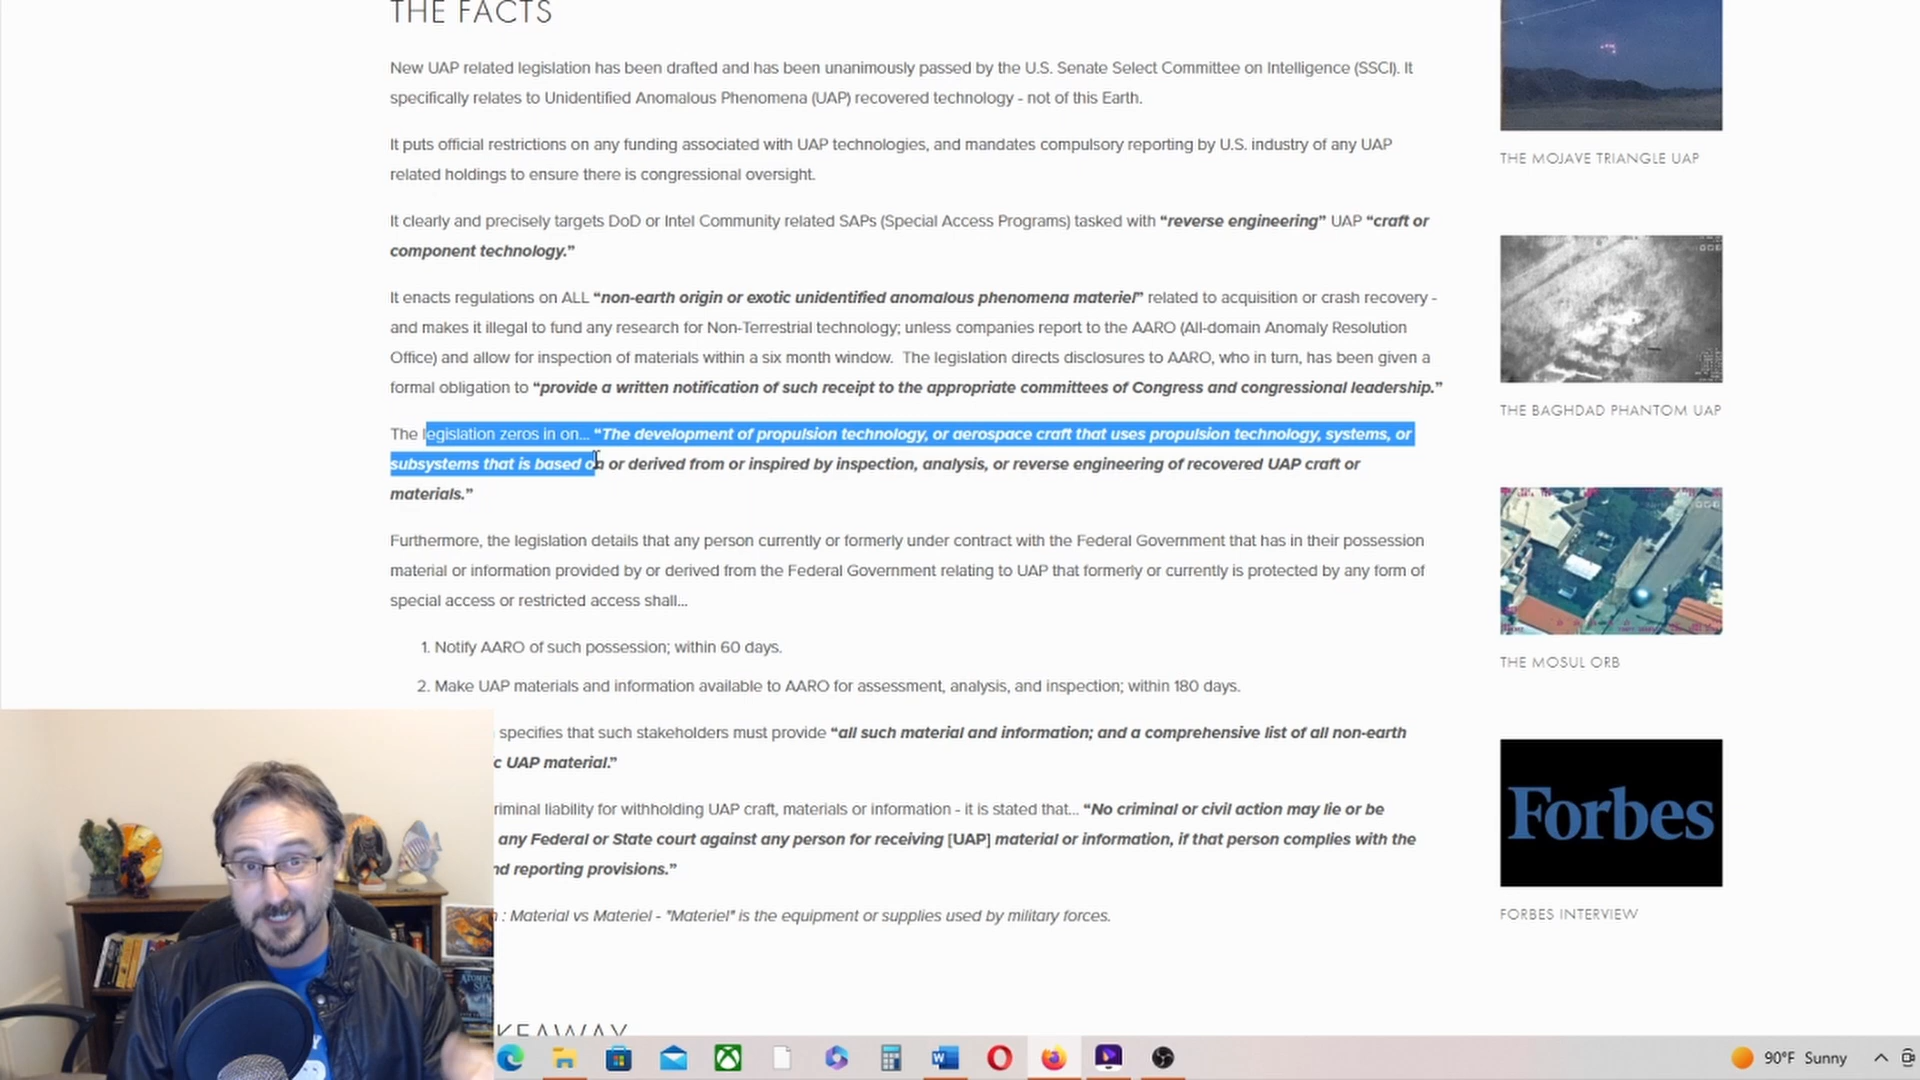 THE FACTS
New UAP related legislation has been drafted and has been unanimously passed by the U.S. Senate Select Committee on Intelligence (SSCI). It
specifically relates to Unidentified Anomalous Phenomena (UAP) recovered technology - not of this Earth.
It puts official restrictions on any funding associated with UAP technologies, and mandates compulsory reporting by U.S. industry of any UAP
related holdings to ensure there is congressional oversight.
It clearly and precisely targets DoD or Intel Community related SAPs (Special Access Programs) tasked with “reverse engineering” UAP “craft or
component technology.”
It enacts regulations on ALL “non-earth origin or exotic unidentified anomalous phenomena materiel” related to acquisition or crash recovery -
and makes it illegal to fund any research for Non-Terrestrial technology; unless companies report to the AARO (All-domain Anomaly Resolution
Office) and allow for inspection of materials within a six month window. The legislation directs disclosures to AARO, who in turn, has been given a
formal obligation to “provide a written notification of such receipt to the appropriate committees of Congress and congressional leadership.”
The legislation zeros in on... “The development of propulsion technology, or aerospace craft that uses propulsion technology, systems, or
subsystems that is based on or derived from or inspired by inspection, analysis, or reverse engineering of recovered UAP craft or
materials.”
Furthermore, the legislation details that any person currently or formerly under contract with the Federal Government that has in their possession
material or information provided by or derived from the Federal Government relating to UAP that formerly or currently is protected by any form of
special access or restricted access shall...
1. Notify AARO of such possession; within 60 days.
2. Make UAP materials and information available to AARO for assessment, analysis, and inspection; within 180 days.
specifies that such stakeholders must provide “all such material and information; and a comprehensive list of all non-earth
c UAP material.”
riminal liability for withholding UAP craft, materials or information - it is stated that... “No criminal or civil action may lie or be
any Federal or State court against any person for receiving [UAP] material or information, if that person complies with the
nd reporting provisions.”
n : Material vs Materiel - "Materiel" is the equipment or supplies used by military forces.
KEAWAY
THE MOJAVE TRIANGLE UAP
THE BAGHDAD PHANTOM UAP
THE MOSUL ORB
Forbes
FORBES INTERVIEW
90°F Sunny